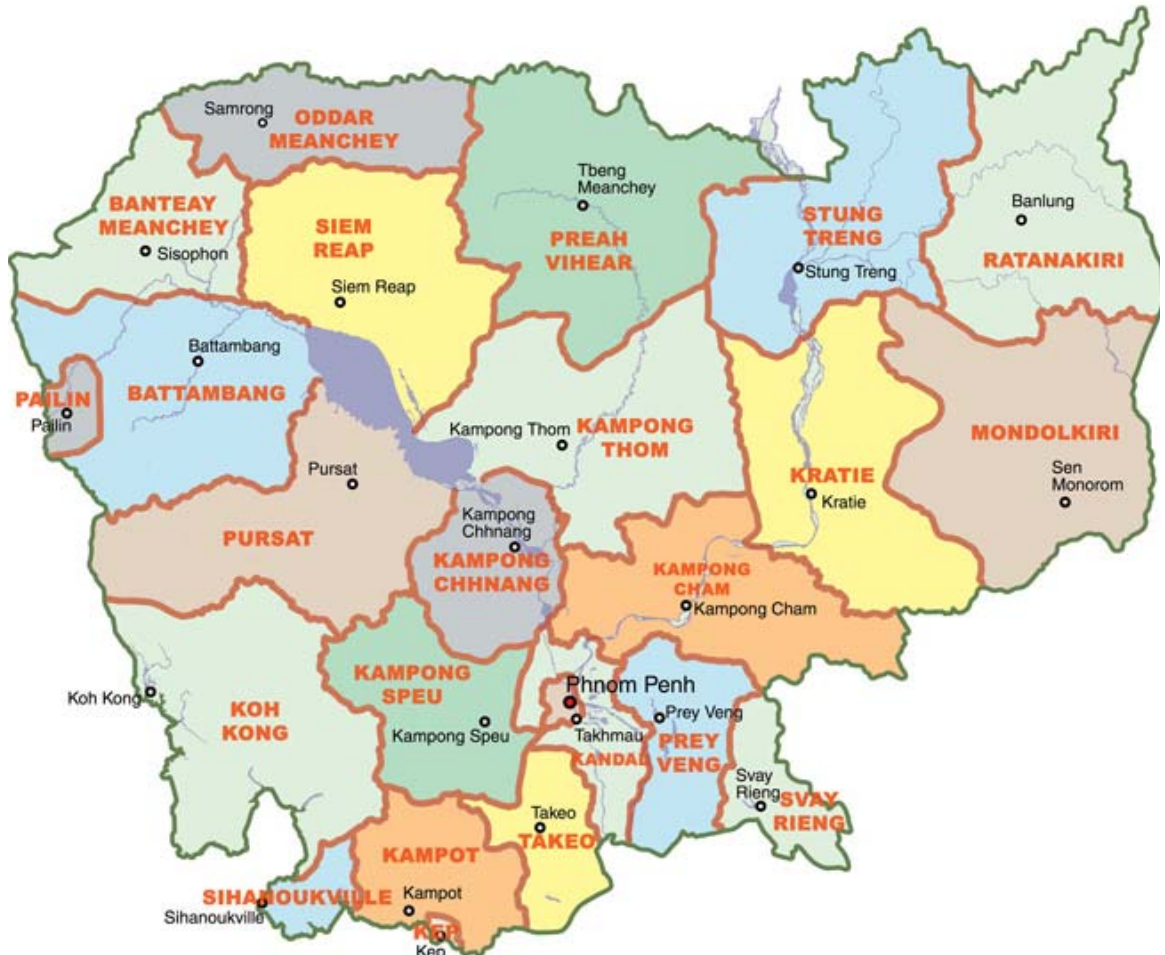 Samrong
ODDAR
MEANCHEY
Tbeng
Meanchey
BANTEAY
MEANCHEY
Sisophon
SIEM
REAP
Siem Reap
PREAH
VIHEAR
STUNG
TRENG
Stung Treng
Banlung
RATANAKIRI
Battambang
BATTAMBANG
PAILIN
Pailin
Kampong Thom
KAMPONG
THOM
MONDOLKIRI
Sen
Monorom
KRATIE
Kratie
Pursat
PURSAT
Kampong
Chhnang
KAMPONG
CHHNANG
KAMPONG
CHAM
Kampong Cham
Koh Kong
KOH
KONG
KAMPONG
SPEU
Kampong Speu
Phnom Penh
Takhmau
KANDAL
Prey Veng
PREY
VENG
Svay
Rieng
SVAY
RIENG
Takeo
TAKEO
KAMPOT
Kampot
SIHANOUKVILLE
Sihanoukville
KEP
Kep